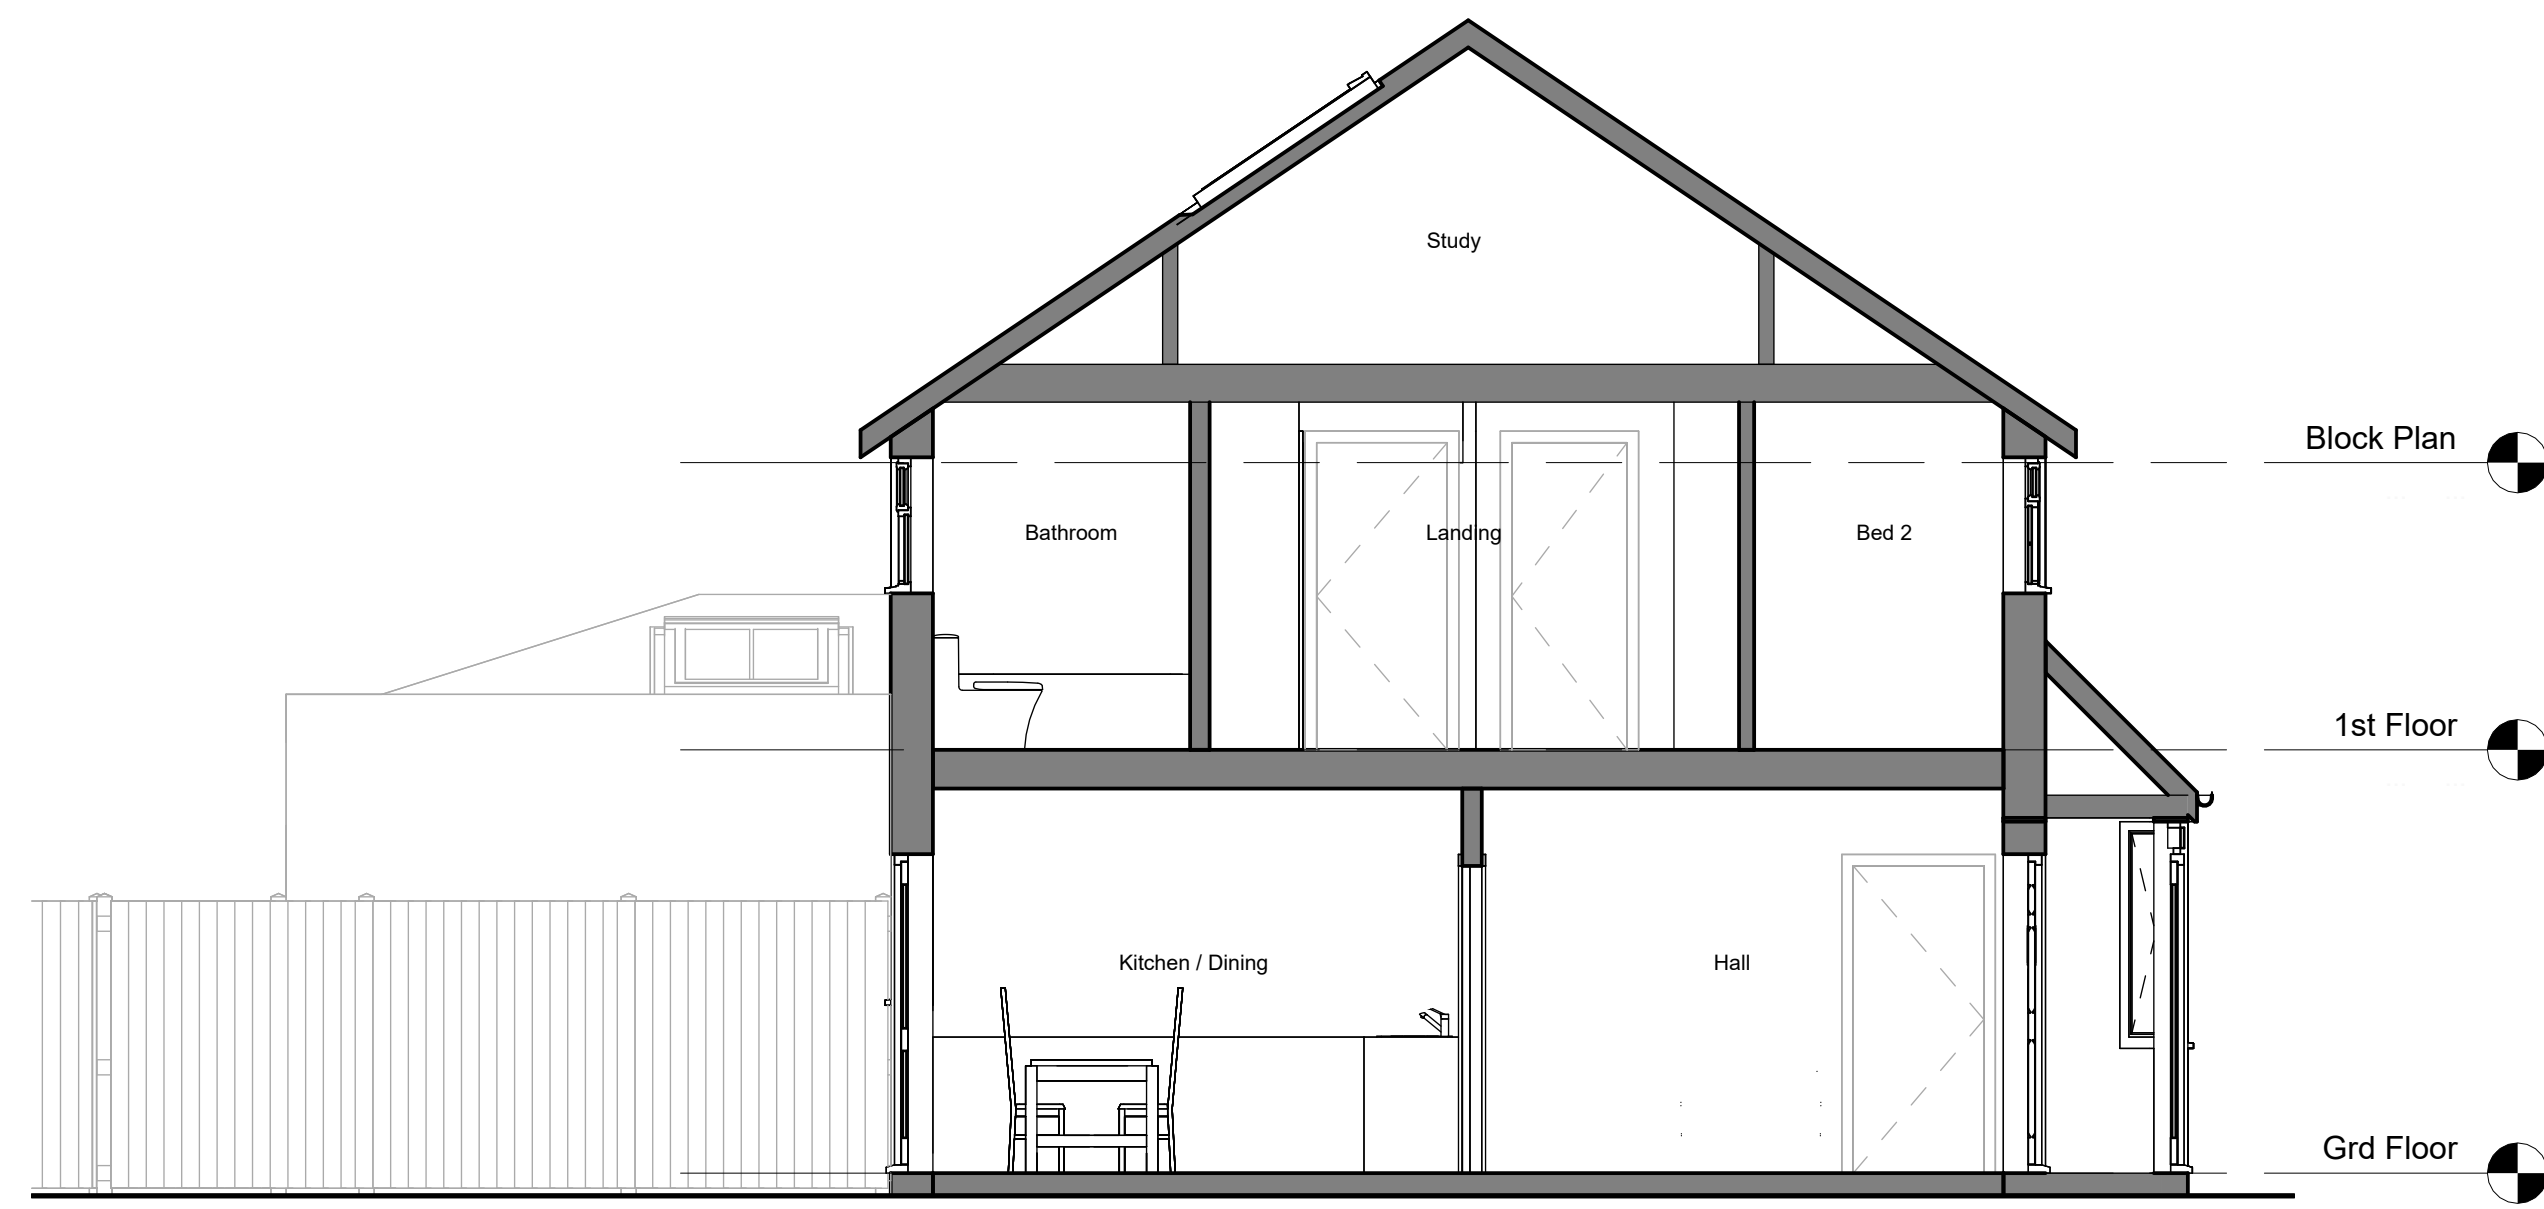 Study
Block Plan
Bathroom
Landing
Bed 2
1st Floor
Kitchen / Dining
Hall
Grd Floor